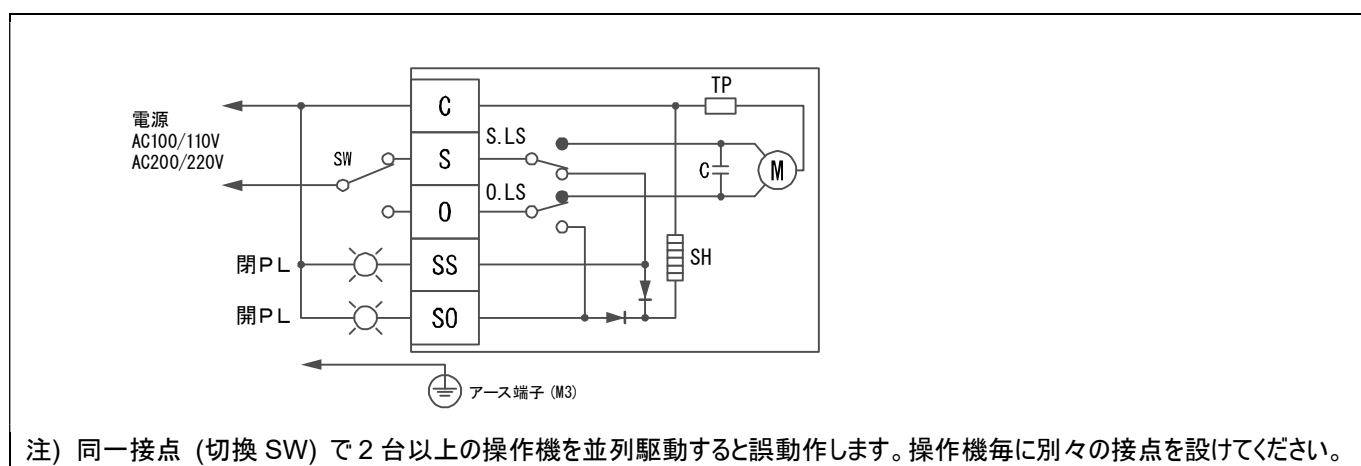 電源
AC100/110V
AC200/220V
SW
C
S
O
SS
SO
S.LS
O.LS
TP
C
M
SH
閉PL
開PL
アース端子 (M3)
注) 同一接点 (切換 SW) で 2 台以上の操作機を並列駆動すると誤動作します。操作機毎に別々の接点を設けてください。